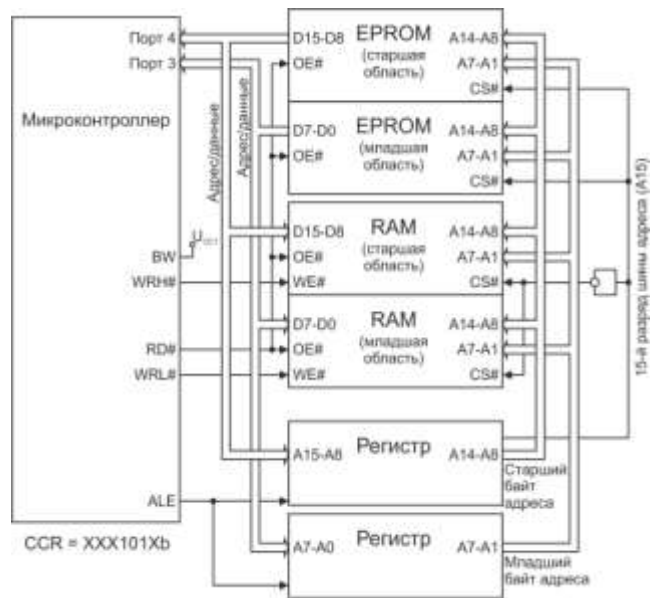 Порт 4
Порт 3
Микроконтроллер
BW
WRH#
RD#
WRL#
ALE
CCR = XXX101Xb
Адрес/данные
Адрес/данные
D15-D8
EPROM
A14-A8
(старшая
область)
OE#
A7-A1
CS#
D7-D0
EPROM
A14-A8
(младшая
область)
OE#
A7-A1
CS#
D15-D8
RAM
A14-A8
(старшая
область)
OE#
A7-A1
WE#
CS#
D7-D0
RAM
A14-A8
(младшая
область)
OE#
A7-A1
WE#
CS#
15-й разряд шины адреса (A15)
A15-A8
Регистр
A14-A8
Старший
байт
адреса
A7-A0
Регистр
A7-A1
Младший
байт адреса